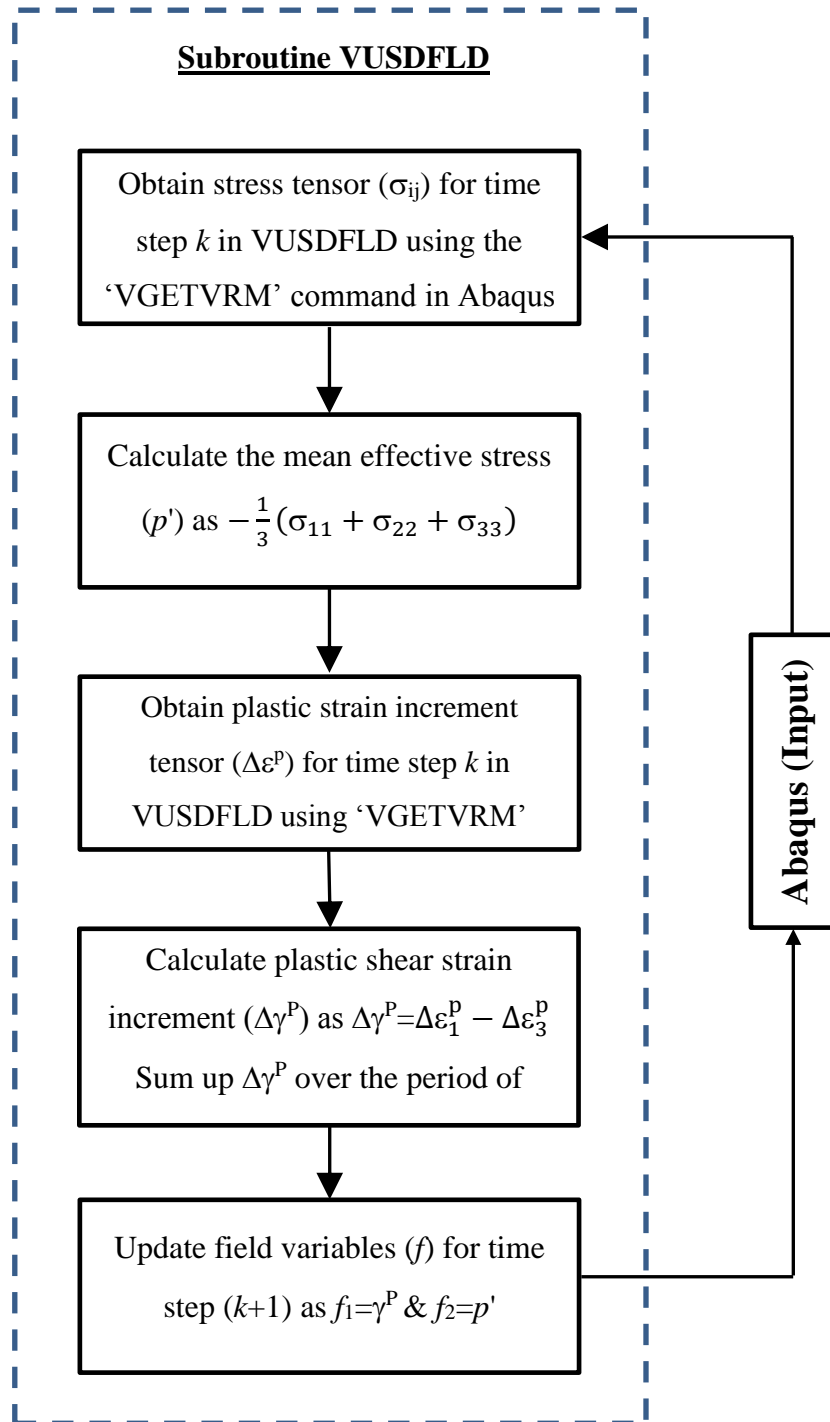 Subroutine VUSDFLD
Obtain stress tensor (σij) for time
step k in VUSDFLD using the
‘VGETVRM’ command in Abaqus
Calculate the mean effective stress
(p') as −1/3(σ11 + σ22 + σ33)
Obtain plastic strain increment
tensor (Δεᵖ) for time step k in
VUSDFLD using ‘VGETVRM’
Calculate plastic shear strain
increment (Δγᴾ) as Δγᴾ=Δε₁ᵖ − Δε₃ᵖ
Sum up Δγᴾ over the period of
Update field variables (f) for time
step (k+1) as f1=γᴾ & f2=p'
Abaqus (Input)